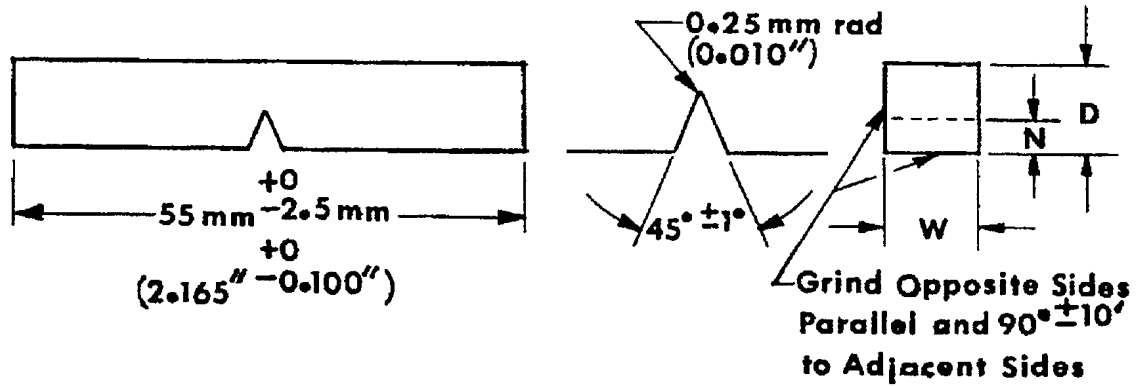 +0
55 mm -2.5 mm
+0
(2.165" -0.100")
0.25 mm rad
(0.010")
45° ±1°
D
N
W
Grind Opposite Sides
Parallel and 90° ±10'
to Adjacent Sides